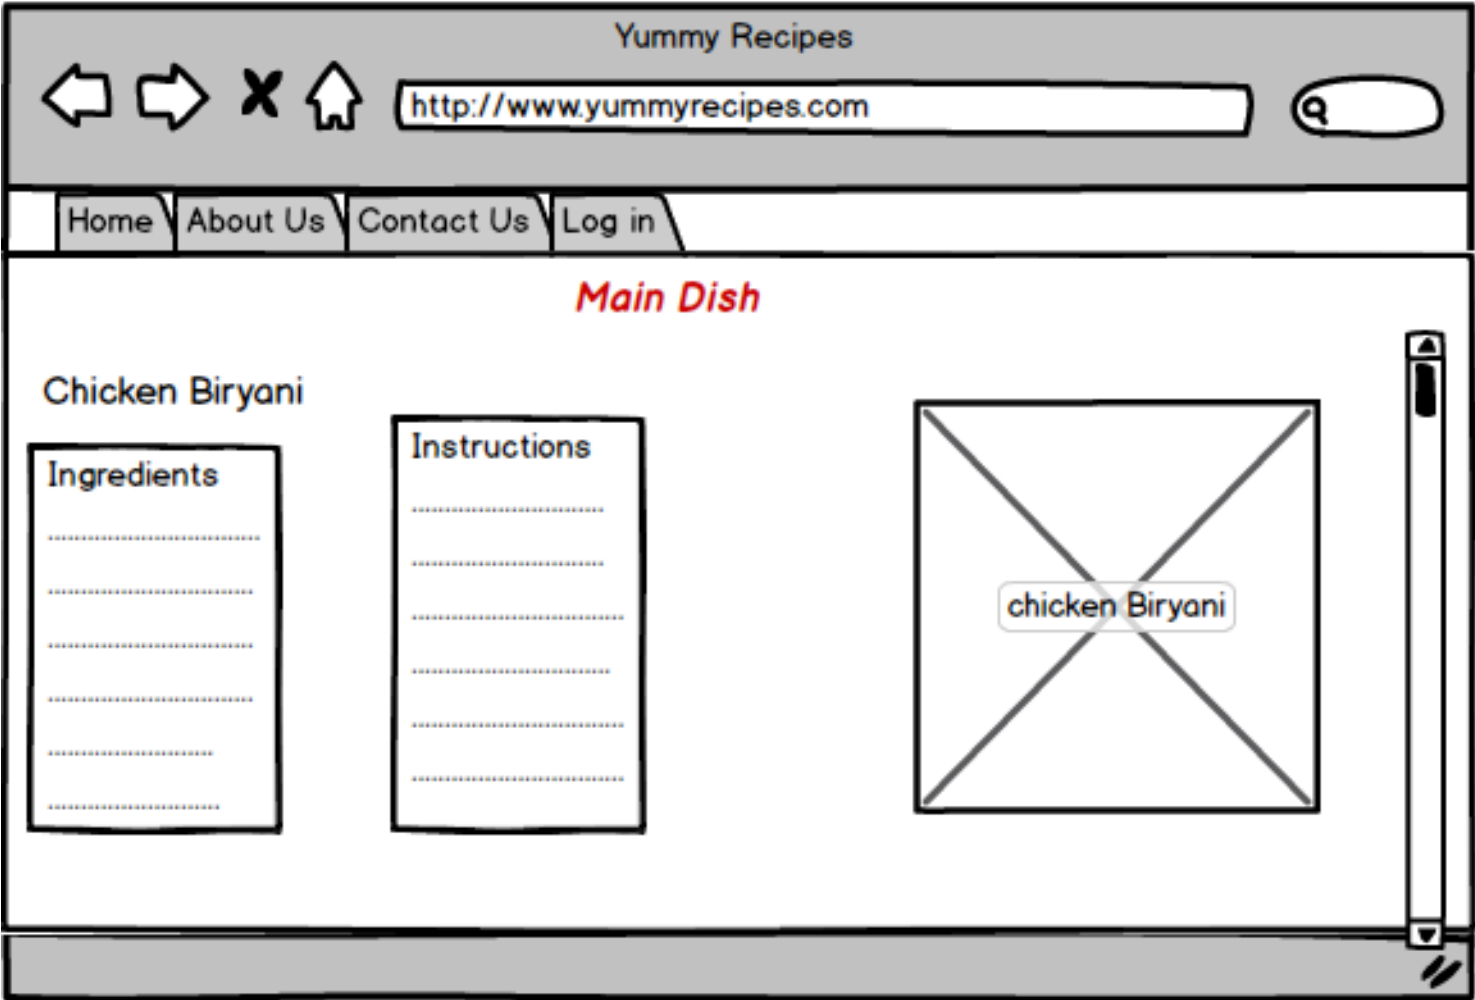 Yummy Recipes
http://www.yummyrecipes.com
Home About Us Contact Us Log in
Main Dish
Chicken Biryani
Ingredients
..............................
.............................
.............................
.............................
.......................
........................
Instructions
...........................
...........................
..............................
............................
..............................
..............................
chicken Biryani